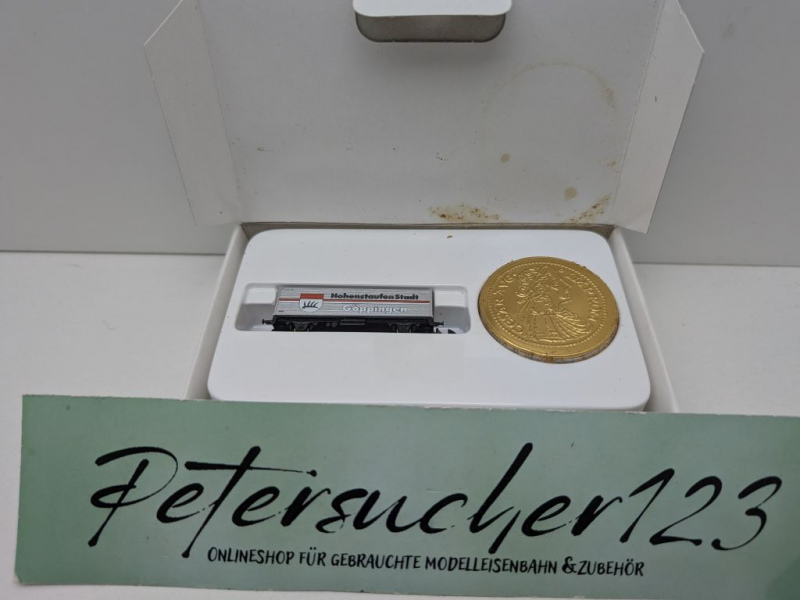 Hohenstaufen Stadt
Göppingen
Petersucher123
ONLINESHOP FÜR GEBRAUCHTE MODELLEISENBAHN & ZUBEHÖR